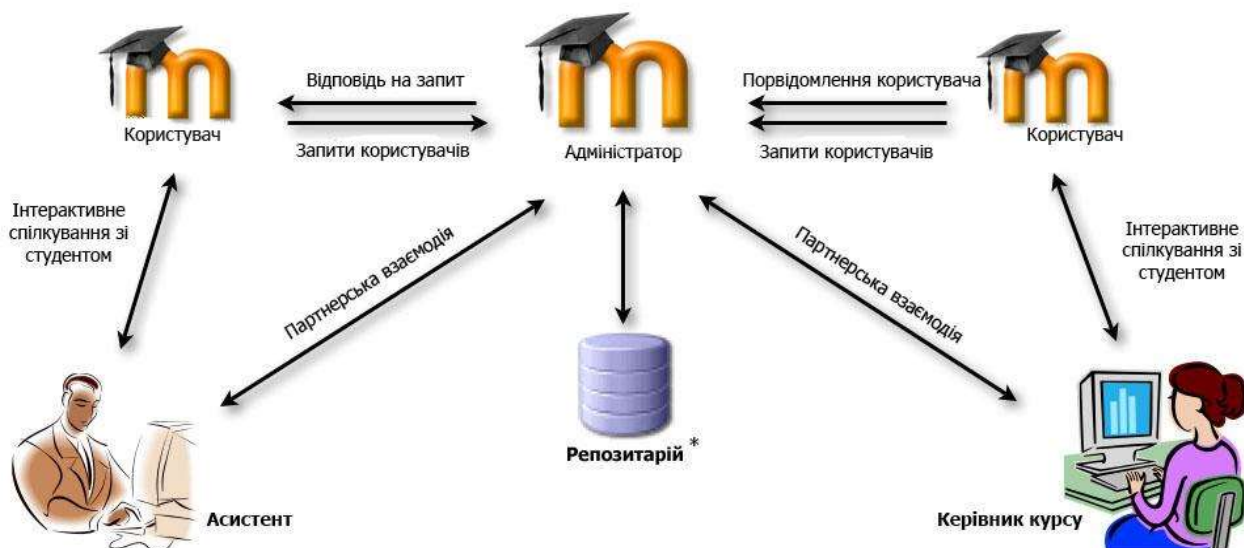 Відповідь на запит
Порвідомлення користувача
Користувач
Запити користувачів
Адміністратор
Запити користувачів
Користувач
Інтерактивне
спілкування зі
студентом
Партнерська взаємодія
Партнерська взаємодія
Інтерактивне
спілкування зі
студентом
Репозитарій *
Асистент
Керівник курсу